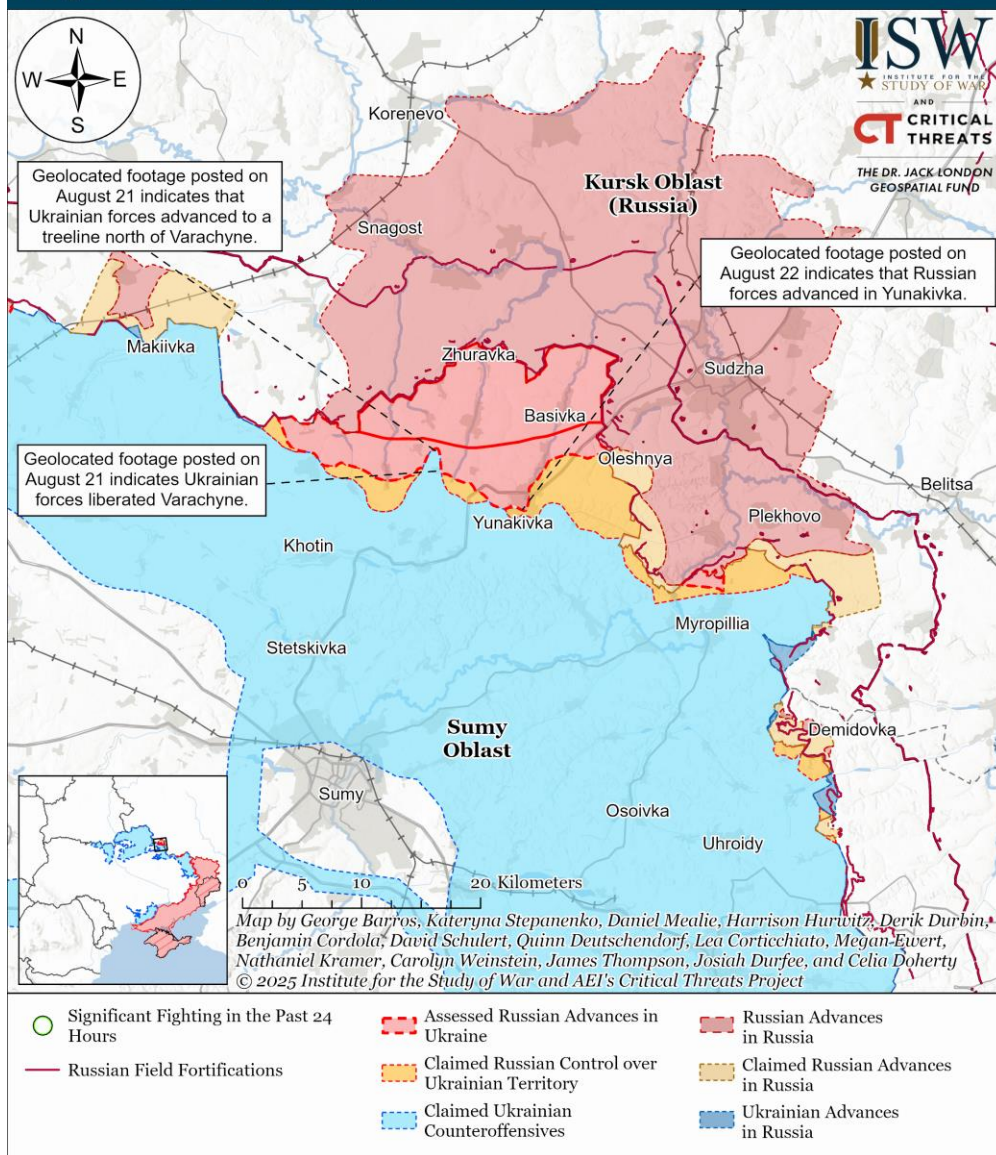 N
W
E
S
ISW
INSTITUTE FOR THE
STUDY OF WAR
AND
CT CRITICAL
THREATS
THE DR. JACK LONDON
GEOSPATIAL FUND
Korenevo
Geolocated footage posted on
August 21 indicates that
Ukrainian forces advanced to a
treeline north of Varachyne.
Kursk Oblast
(Russia)
Snagost
Geolocated footage posted on
August 22 indicates that Russian
forces advanced in Yunakivka.
Makiivka
Zhuravka
Sudzha
Basivka
Geolocated footage posted on
August 21 indicates Ukrainian
forces liberated Varachyne.
Oleshnya
Belitsa
Yunakivka
Plekhovo
Khotin
Myropillia
Stetskivka
Sumy
Oblast
Demidovka
Sumy
Osoivka
Uhroidy
0 5 10 20 Kilometers
Map by George Barros, Kateryna Stepanenko, Daniel Mealie, Harrison Hurwitz, Derik Durbin,
Benjamin Cordola, David Schulert, Quinn Deutschendorf, Lea Corticchiato, Megan Ewert,
Nathaniel Kramer, Carolyn Weinstein, James Thompson, Josiah Durfee, and Celia Doherty
© 2025 Institute for the Study of War and AEI's Critical Threats Project
Significant Fighting in the Past 24
Hours
Russian Field Fortifications
Assessed Russian Advances in
Ukraine
Claimed Russian Control over
Ukrainian Territory
Claimed Ukrainian
Counteroffensives
Russian Advances
in Russia
Claimed Russian Advances
in Russia
Ukrainian Advances
in Russia